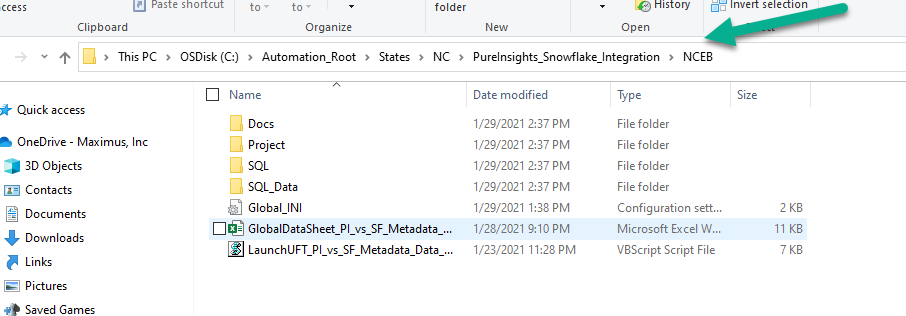 access
Paste shortcut
to
to
folder
History
Invert selection
Clipboard
Organize
New
Open
This PC > OSDisk (C:) > Automation_Root > States > NC > PureInsights_Snowflake_Integration > NCEB
Name Date modified Type Size
Quick access
OneDrive - Maximus, Inc
3D Objects
Contacts
Documents
Downloads
Links
Pictures
Saved Games
Docs 1/29/2021 2:37 PM File folder
Project 1/29/2021 2:37 PM File folder
SQL 1/29/2021 2:37 PM File folder
SQL_Data 1/29/2021 2:37 PM File folder
Global_INI 1/29/2021 1:38 PM Configuration sett... 2 KB
GlobalDataSheet_PI_vs_SF_Metadata_... 1/28/2021 9:10 PM Microsoft Excel W... 11 KB
LaunchUFT_PI_vs_SF_Metadata_Data_... 1/23/2021 11:28 PM VBScript Script File 7 KB